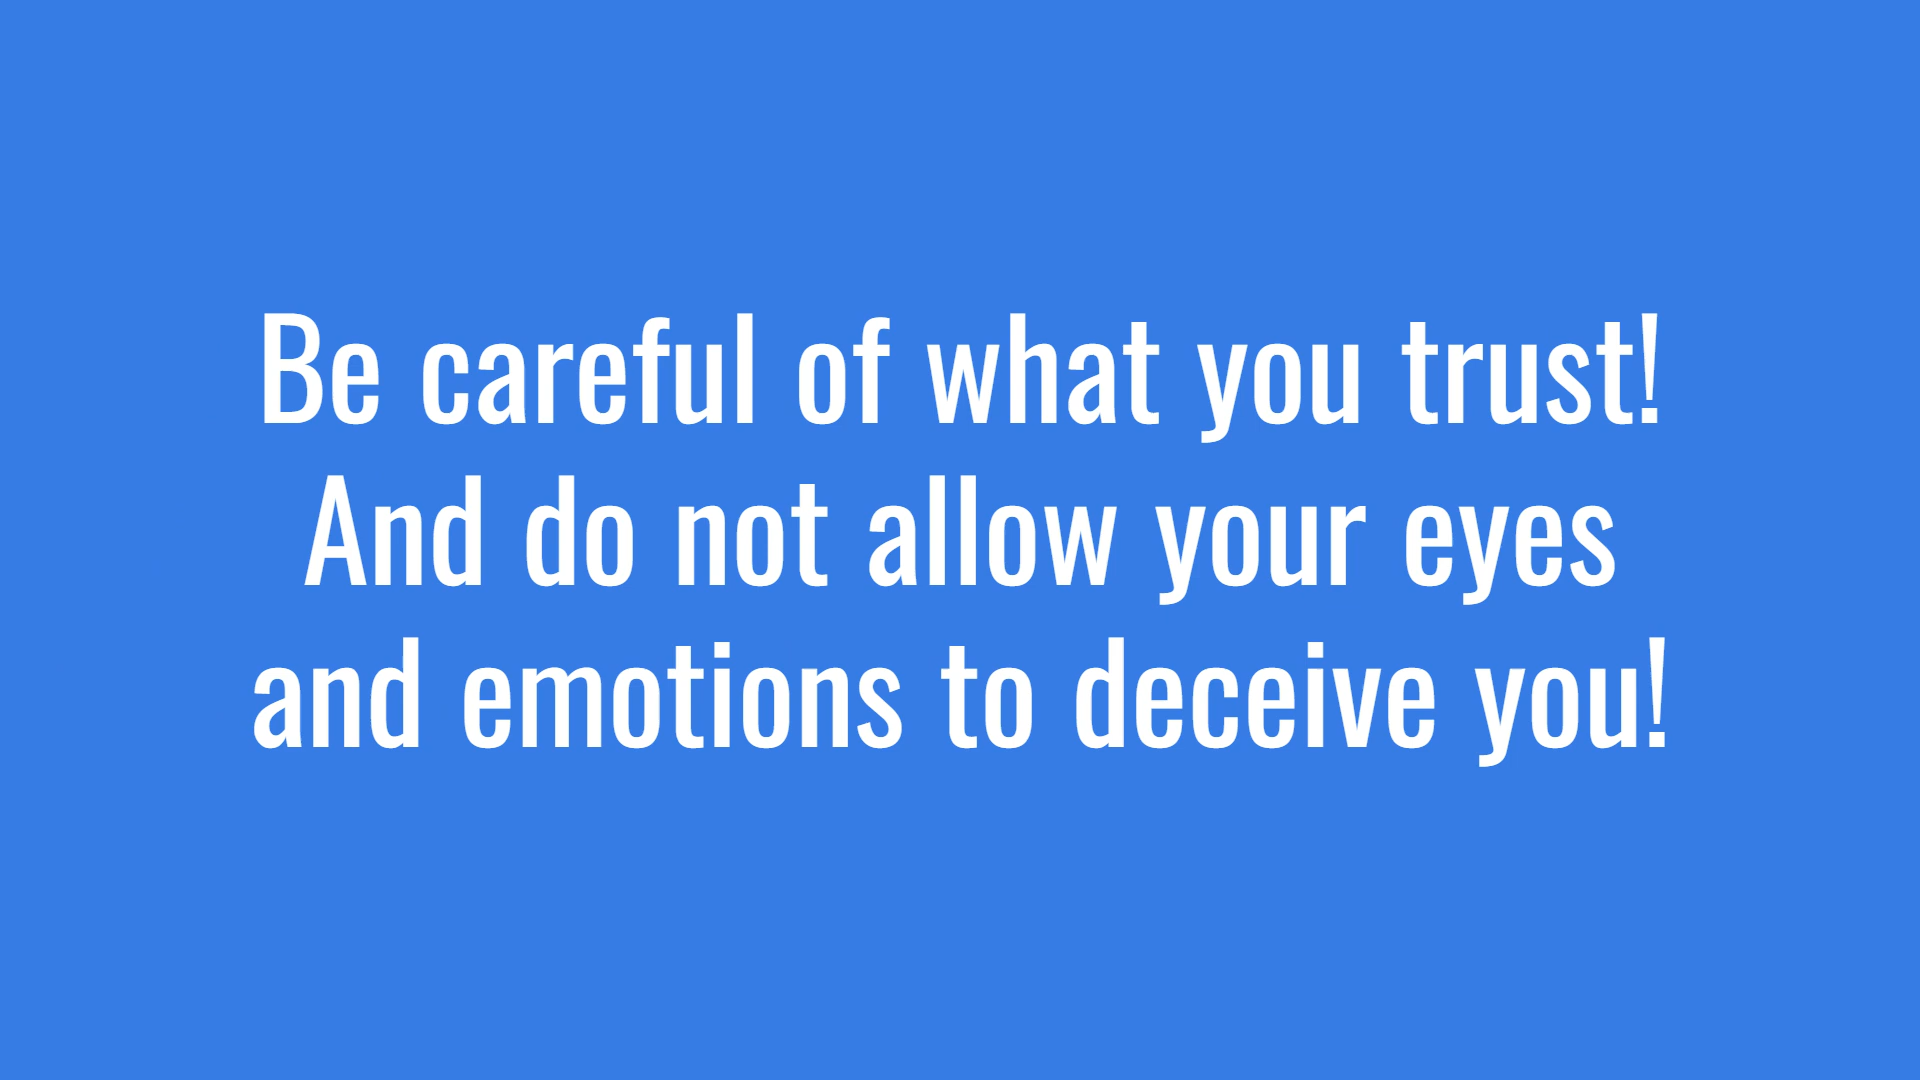 Be careful of what you trust!
And do not allow your eyes
and emotions to deceive you!